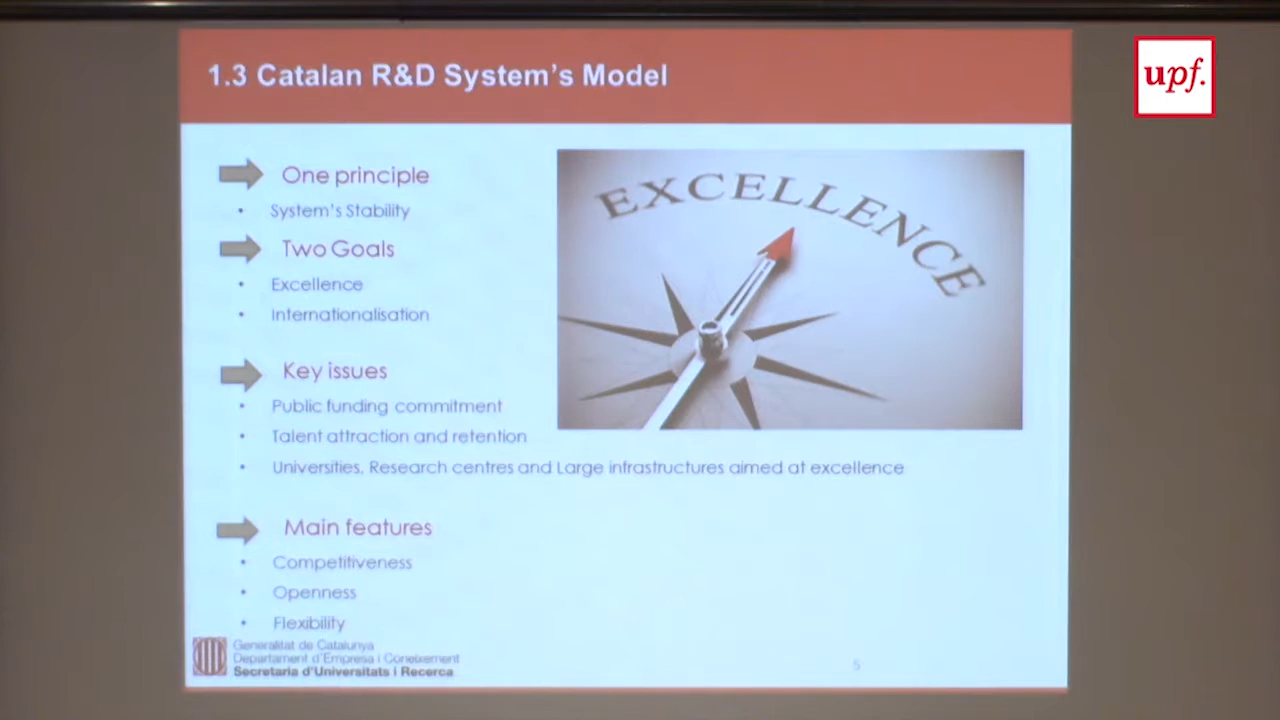 1.3 Catalan R&D System's Model
upf.
One principle
• System's Stability
Two Goals
• Excellence
• Internationalisation
EXCELLENCE
Key issues
• Public funding commitment
• Talent attraction and retention
• Universities, Research centres and Large infrastructures aimed at excellence
Main features
• Competitiveness
• Openness
• Flexibility
Generalitat de Catalunya
Departament d'Empresa i Coneixement
Secretaria d'Universitats i Recerca
5